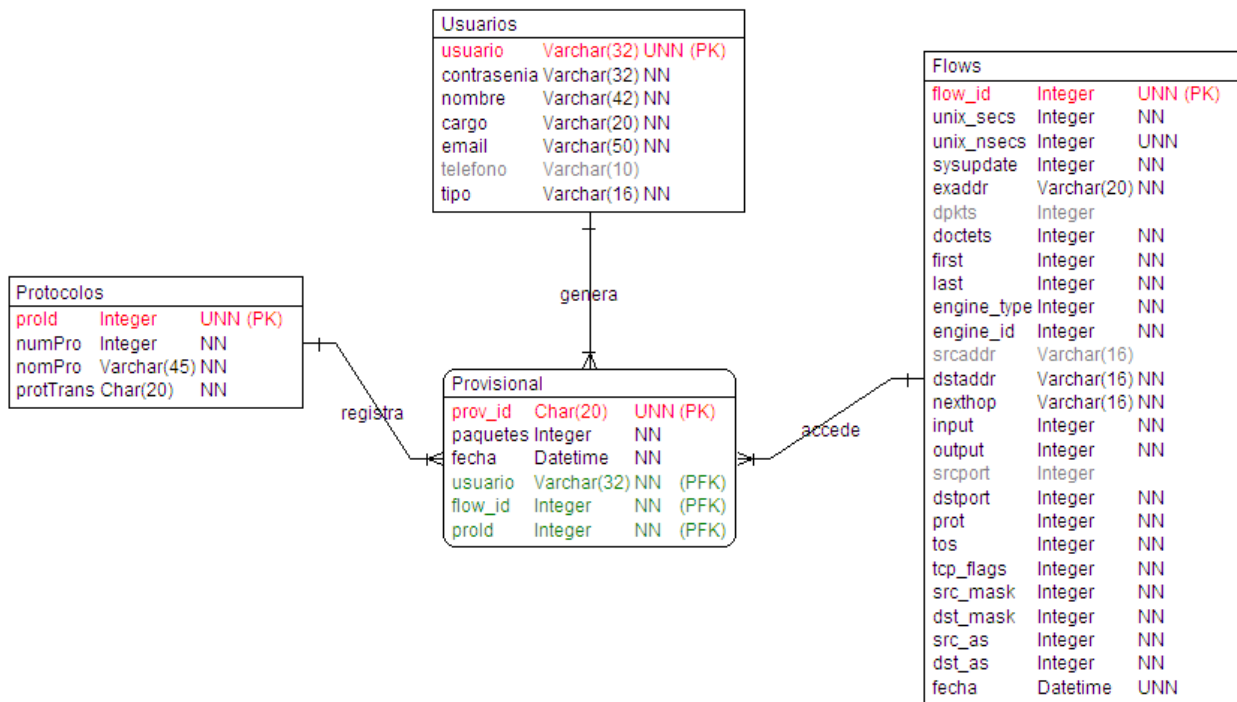 Usuarios
usuario Varchar(32) UNN (PK)
contrasenia Varchar(32) NN
nombre Varchar(42) NN
cargo Varchar(20) NN
email Varchar(50) NN
telefono Varchar(10)
tipo Varchar(16) NN
genera
Protocolos
proId Integer UNN (PK)
numPro Integer NN
nomPro Varchar(45) NN
protTrans Char(20) NN
registra
Provisional
prov_id Char(20) UNN (PK)
paquetes Integer NN
fecha Datetime NN
usuario Varchar(32) NN (PFK)
flow_id Integer NN (PFK)
proId Integer NN (PFK)
accede
Flows
flow_id Integer UNN (PK)
unix_secs Integer NN
unix_nsecs Integer UNN
sysupdate Integer NN
exaddr Varchar(20) NN
dpkts Integer
doctets Integer NN
first Integer NN
last Integer NN
engine_type Integer NN
engine_id Integer NN
srcaddr Varchar(16)
dstaddr Varchar(16) NN
nexthop Varchar(16) NN
input Integer NN
output Integer NN
srcport Integer
dstport Integer NN
prot Integer NN
tos Integer NN
tcp_flags Integer NN
src_mask Integer NN
dst_mask Integer NN
src_as Integer NN
dst_as Integer NN
fecha Datetime UNN